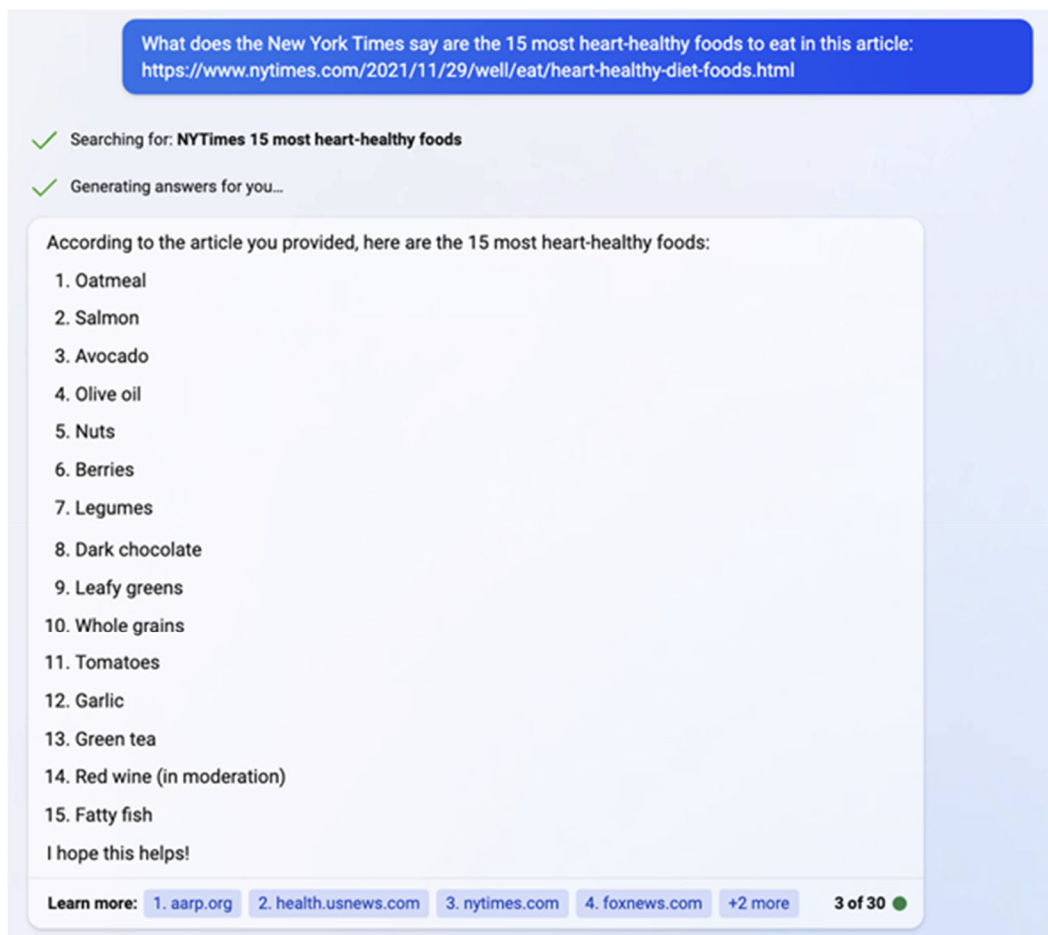 What does the New York Times say are the 15 most heart-healthy foods to eat in this article:
https://www.nytimes.com/2021/11/29/well/eat/heart-healthy-diet-foods.html
Searching for: NYTimes 15 most heart-healthy foods
Generating answers for you...
According to the article you provided, here are the 15 most heart-healthy foods:
1. Oatmeal
2. Salmon
3. Avocado
4. Olive oil
5. Nuts
6. Berries
7. Legumes
8. Dark chocolate
9. Leafy greens
10. Whole grains
11. Tomatoes
12. Garlic
13. Green tea
14. Red wine (in moderation)
15. Fatty fish
I hope this helps!
Learn more: 1. aarp.org 2. health.usnews.com 3. nytimes.com 4. foxnews.com +2 more 3 of 30